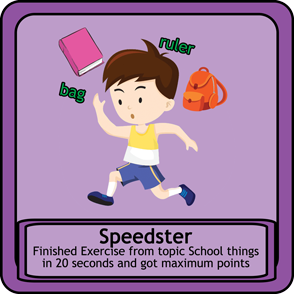 ruler
bag
Speedster
Finished Exercise from topic School things
in 20 seconds and got maximum points